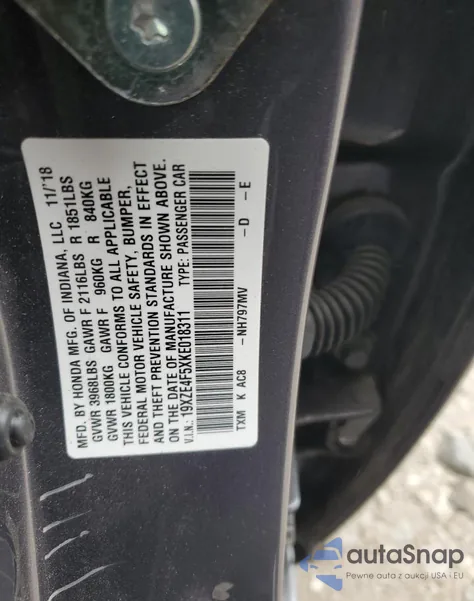 MFD. BY HONDA MFG. OF INDIANA, LLC 11/'18
GVWR 3968LBS GAWR F 2116LBS R 1851LBS
GVWR 1800KG GAWR F 960KG R 840KG
THIS VEHICLE CONFORMS TO ALL APPLICABLE
FEDERAL MOTOR VEHICLE SAFETY, BUMPER,
AND THEFT PREVENTION STANDARDS IN EFFECT
ON THE DATE OF MANUFACTURE SHOWN ABOVE.
V.I.N.: 19XZE4F5XKE018311 TYPE: PASSENGER CAR
-NH797MV -D -E
TXM K AC8
autoSnap
Pewne auta z aukcji USA i EU